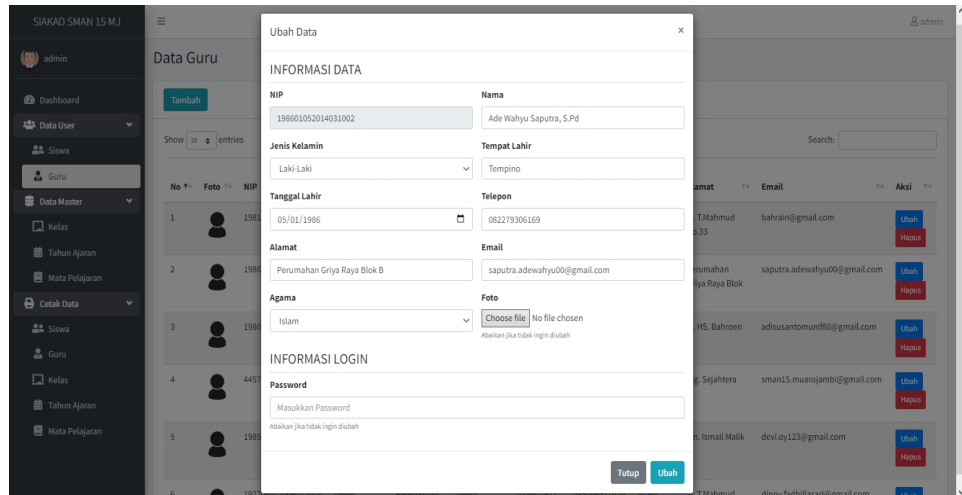 SIAKAD SMAN 15 MJ
admin
admin
Dashboard
Data User
Siswa
Guru
Data Master
Kelas
Tahun Ajaran
Mata Pelajaran
Cetak Data
Siswa
Guru
Kelas
Tahun Ajaran
Mata Pelajaran
Data Guru
Tambah
Show 10 entries
Search:
No Foto NIP
Email Aksi
1 1981
T.Mahmud bahrain@gmail.com Ubah
Hapus
2 1986
saputra.adewahyu00@gmail.com Ubah
Griya Raya Blok
Hapus
3 1980
HS. Bahroen adisusantomunif80@gmail.com Ubah
Hapus
4 4457
Sejahtera sman15.muarojambi@gmail.com Ubah
Hapus
5 1985
Ismail Malik devi.oy123@gmail.com Ubah
Hapus
Ubah Data ×
INFORMASI DATA
NIP Nama
198601052014031002 Ade Wahyu Saputra, S.Pd
Jenis Kelamin Tempat Lahir
Laki-Laki Tempino
Tanggal Lahir Telepon
05/01/1986 082279306169
Alamat Email
Perumahan Griya Raya Blok B saputra.adewahyu00@gmail.com
Agama Foto
Islam Choose file No file chosen
Abaikan jika tidak ingin diubah
INFORMASI LOGIN
Password
Masukkan Password
Abaikan jika tidak ingin diubah
Tutup Ubah